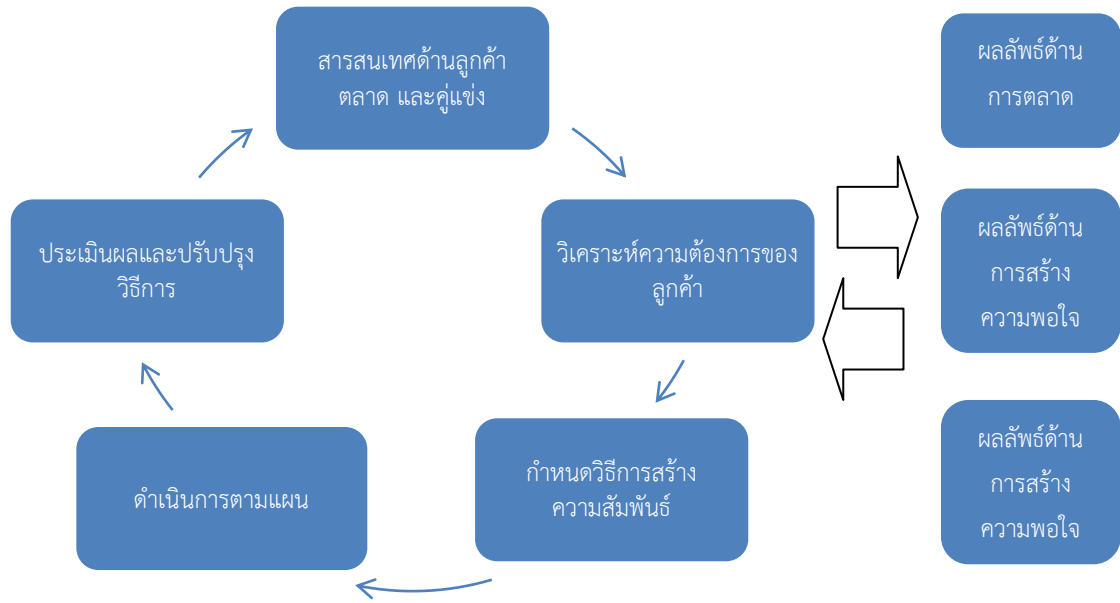 สารสนเทศด้านลูกค้า
ตลาด และคู่แข่ง
วิเคราะห์ความต้องการของ
ลูกค้า
กำหนดวิธีการสร้าง
ความสัมพันธ์
ดำเนินการตามแผน
ประเมินผลและปรับปรุง
วิธีการ
ผลลัพธ์ด้าน
การตลาด
ผลลัพธ์ด้าน
การสร้าง
ความพอใจ
ผลลัพธ์ด้าน
การสร้าง
ความพอใจ